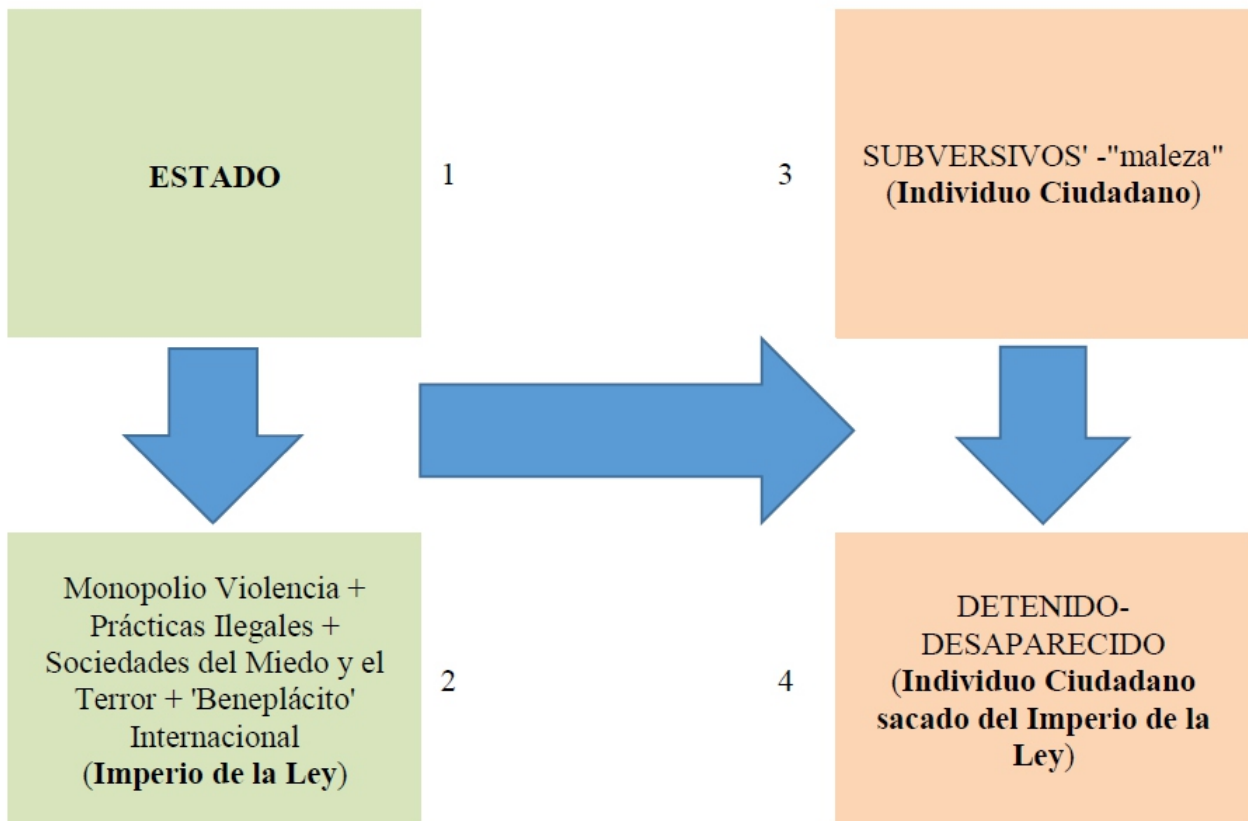 ESTADO
1
3
SUBVERSIVOS' -"maleza"
(Individuo Ciudadano)
Monopolio Violencia +
Prácticas Ilegales +
Sociedades del Miedo y el
Terror + 'Beneplácito'
Internacional
(Imperio de la Ley)
2
4
DETENIDO-
DESAPARECIDO
(Individuo Ciudadano
sacado del Imperio de la
Ley)